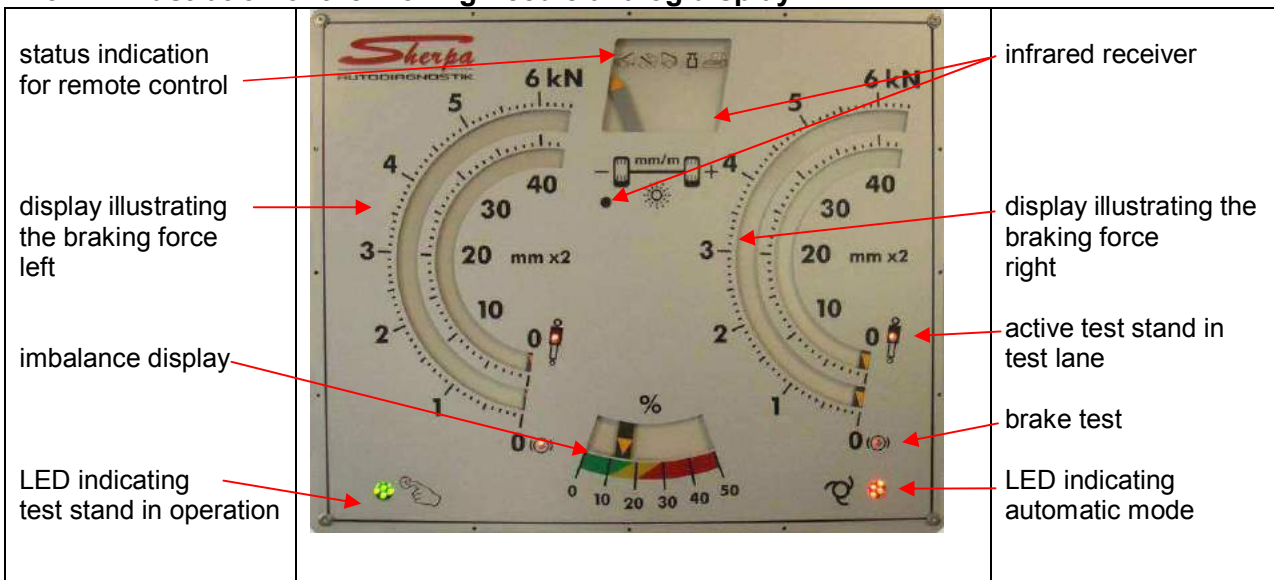 status indication
for remote control
display illustrating
the braking force
left
imbalance display
LED indicating
test stand in operation
Sherpa
AUTODIAGNOSTIK
6 kN
5
4
3
2
1
0
40
30
20 mm x2
10
0
mm/m
- +
6 kN
5
4
3
2
1
0
40
30
20 mm x2
10
0
%
0 10 20 30 40 50
infrared receiver
display illustrating the
braking force
right
active test stand in
test lane
brake test
LED indicating
automatic mode